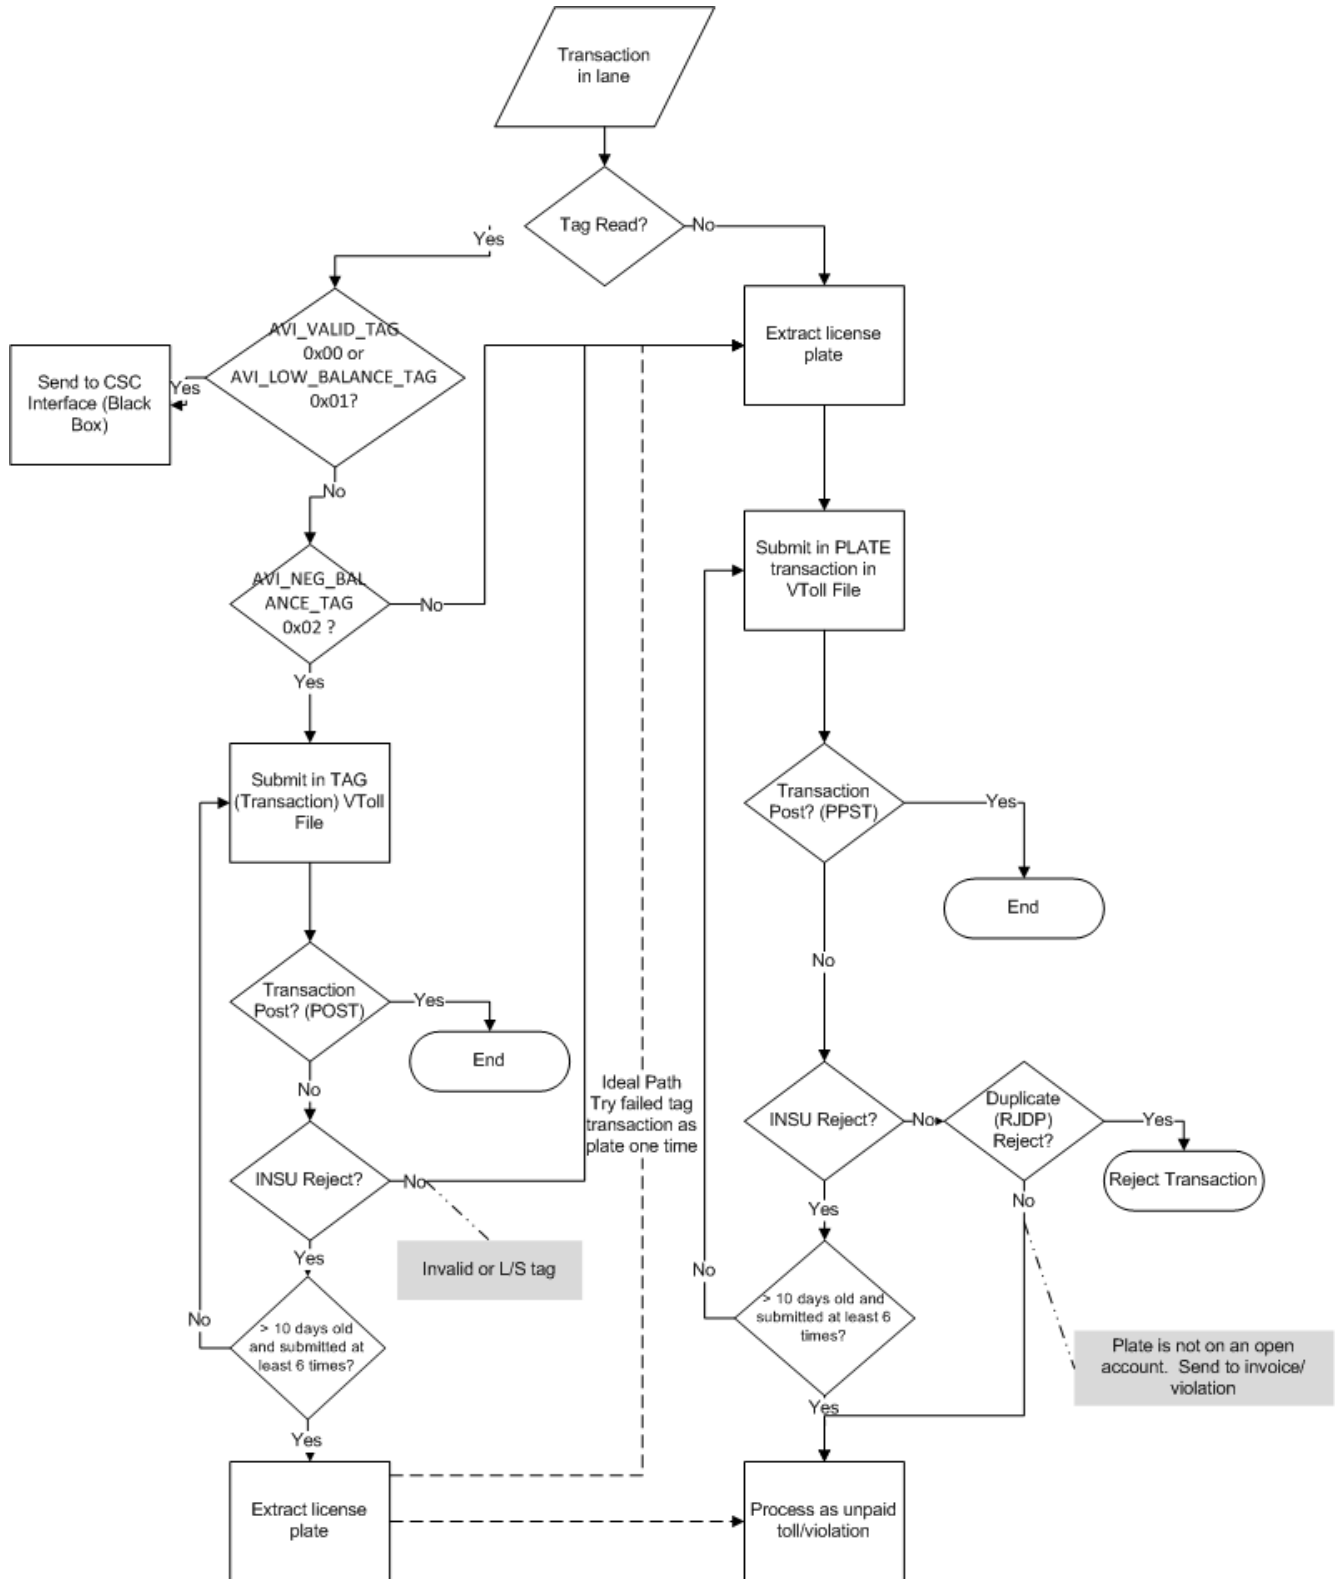 Transaction
in lane
Tag Read?
No
Yes
AVI_VALID_TAG
0x00 or
AVI_LOW_BALANCE_TAG
0x01?
Yes
Send to CSC
Interface (Black
Box)
Extract license
plate
No
AVI_NEG_BAL
ANCE_TAG
0x02 ?
No
Submit in PLATE
transaction in
VToll File
Yes
Submit in TAG
(Transaction) VToll
File
Transaction
Post? (PPST)
Yes
End
No
Transaction
Post? (POST)
Yes
End
No
Ideal Path
Try failed tag
transaction as
plate one time
INSU Reject?
No
Duplicate
(RJDP)
Reject?
Yes
Reject Transaction
INSU Reject?
No
Invalid or L/S tag
Yes
No
Yes
> 10 days old
and submitted at
least 6 times?
No
> 10 days old and
submitted at least 6
times?
No
Plate is not on an open
account. Send to invoice/
violation
Yes
Yes
Extract license
plate
Process as unpaid
toll/violation